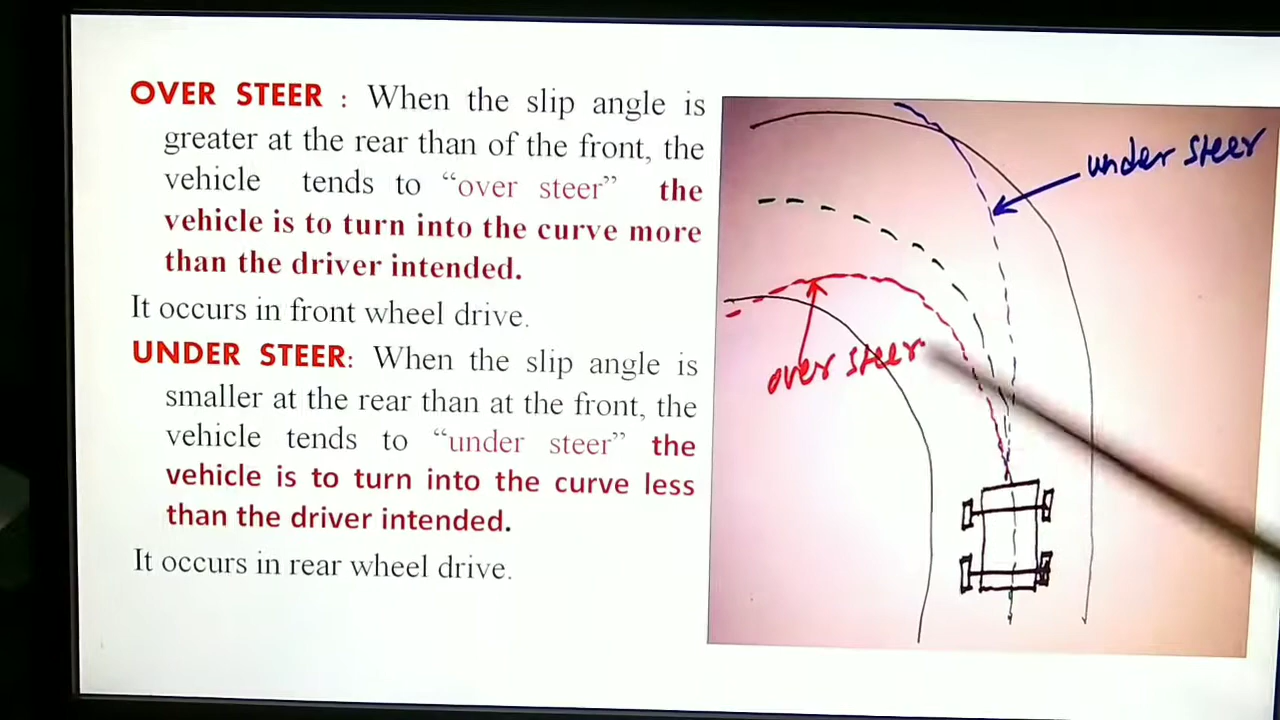 OVER STEER : When the slip angle is
greater at the rear than of the front, the
vehicle tends to “over steer” the
vehicle is to turn into the curve more
than the driver intended.
It occurs in front wheel drive.
UNDER STEER: When the slip angle is
smaller at the rear than at the front, the
vehicle tends to “under steer” the
vehicle is to turn into the curve less
than the driver intended.
It occurs in rear wheel drive.
under steer
over steer